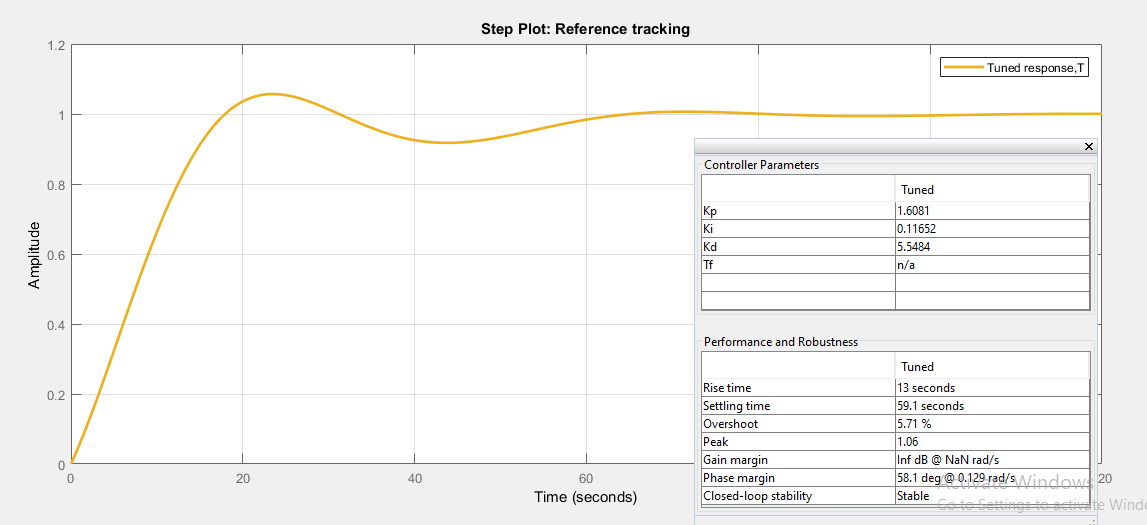 Step Plot: Reference tracking
1.2
1
0.8
0.6
0.4
0.2
0
Amplitude
Tuned response,T
0 20 40 60 20
Time (seconds)
Controller Parameters
Tuned
Kp 1.6081
Ki 0.11652
Kd 5.5484
Tf n/a
Performance and Robustness
Tuned
Rise time 13 seconds
Settling time 59.1 seconds
Overshoot 5.71 %
Peak 1.06
Gain margin Inf dB @ NaN rad/s
Phase margin 58.1 deg @ 0.129 rad/s
Closed-loop stability Stable
Activate Windows
Go to Settings to activate Wind